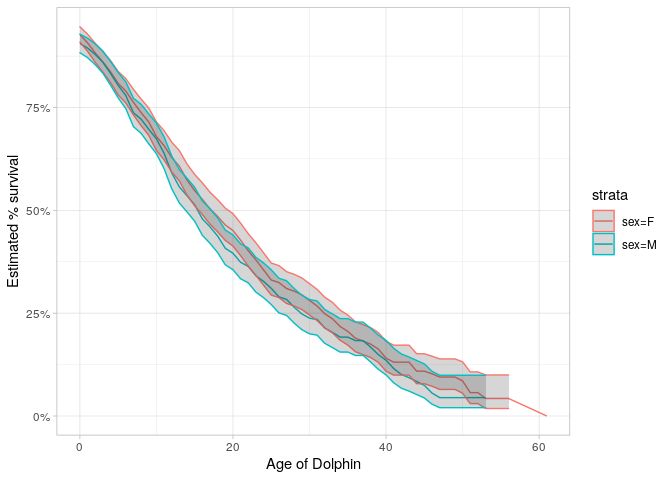 75%
50%
25%
0%
0
20
40
60
Age of Dolphin
Estimated % survival
strata
sex=F
sex=M